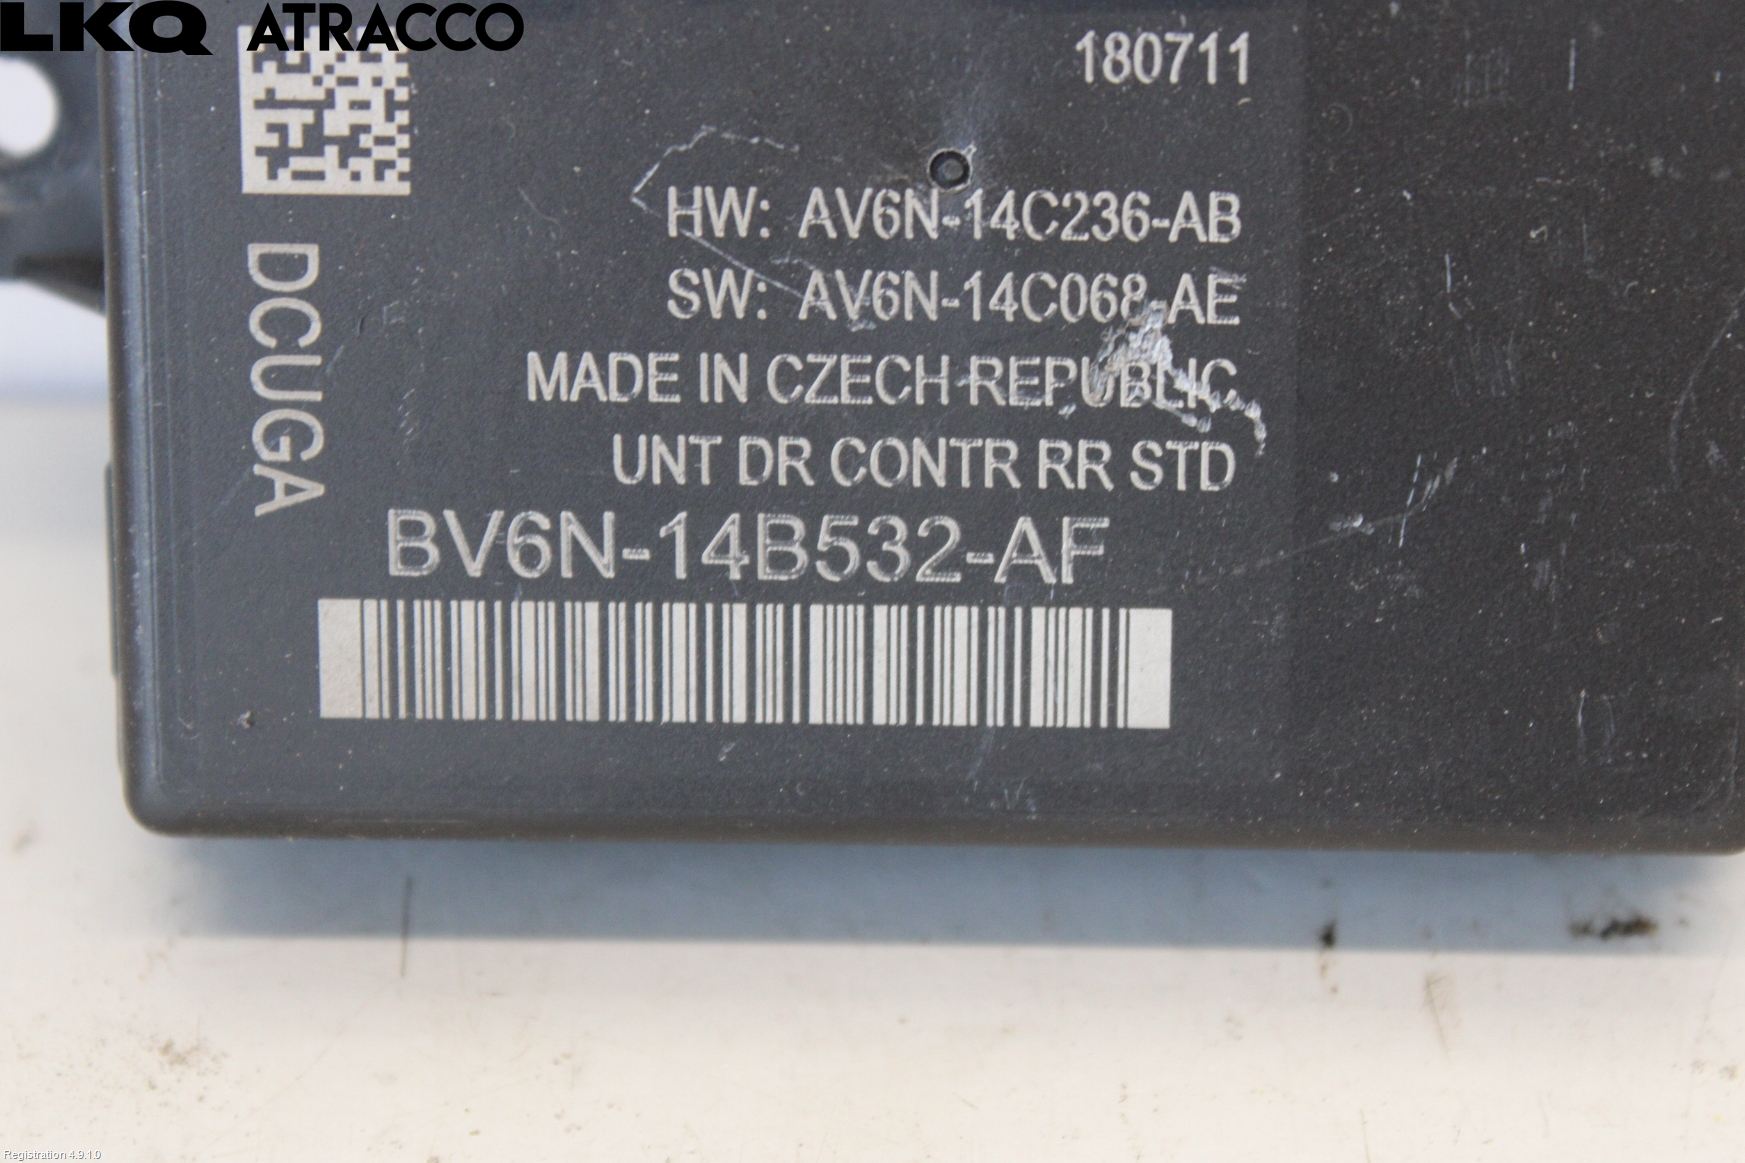 LKQ ATRACCO
180711
HW: AV6N-14C236-AB
SW: AV6N-14C068-AE
DCUGA
MADE IN CZECH REPUBLIC
UNT DR CONTR RR STD
BV6N-14B532-AF
Registration 4.9.1.0